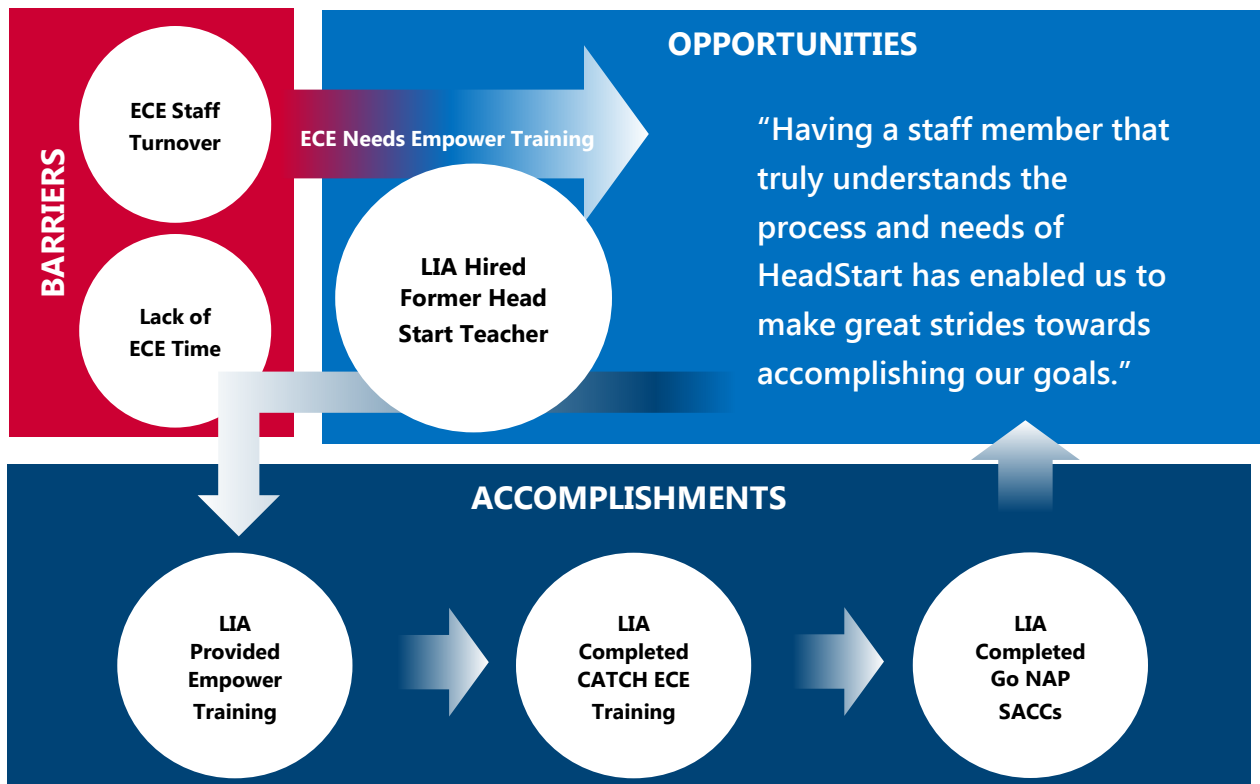 BARRIERS
ECE Staff
Turnover
Lack of
ECE Time
ECE Needs Empower Training
OPPORTUNITIES
LIA Hired
Former Head
Start Teacher
“Having a staff member that
truly understands the
process and needs of
HeadStart has enabled us to
make great strides towards
accomplishing our goals.”
ACCOMPLISHMENTS
LIA
Provided
Empower
Training
LIA
Completed
CATCH ECE
Training
LIA
Completed
Go NAP
SACCs